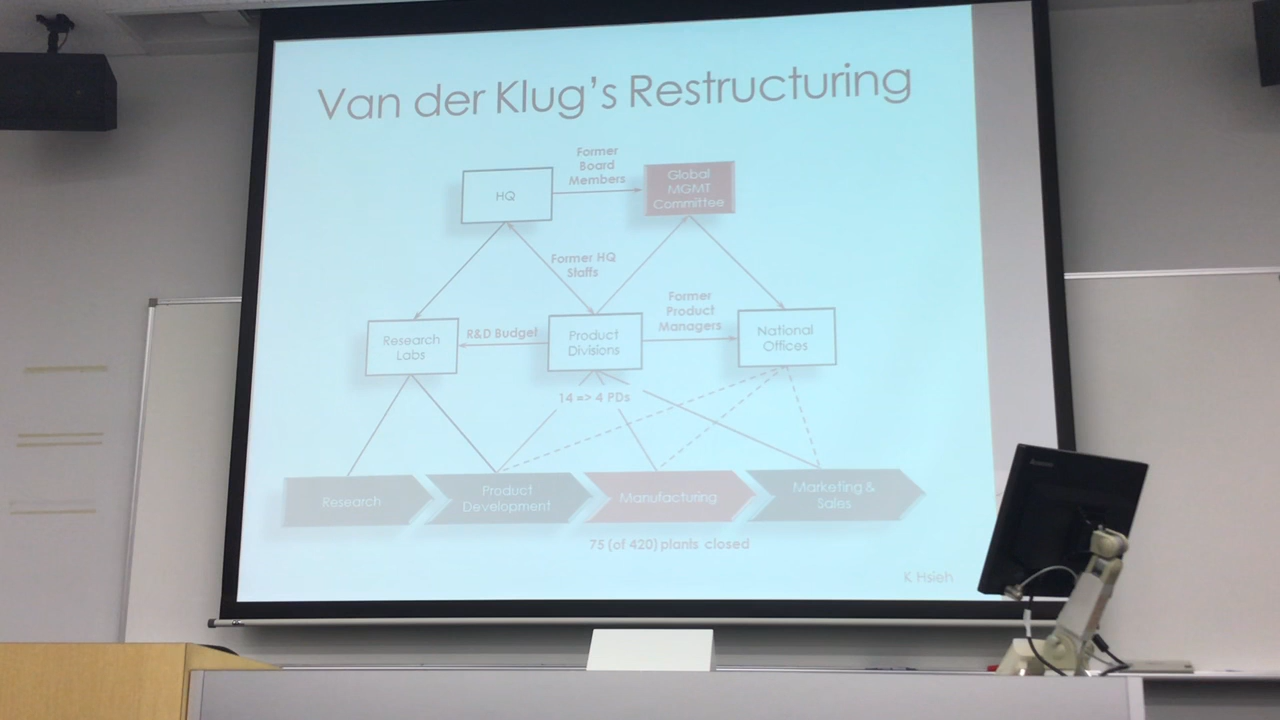 Van der Klug's Restructuring
Former
Board
Members
HQ
Global
MGMT
Committee
Former HQ
Staffs
Former
Product
Managers
Research
Labs
R&D Budget
Product
Divisions
National
Offices
14 => 4 PDs
Research
Product
Development
Manufacturing
Marketing &
Sales
75 (of 420) plants closed
K Hsieh